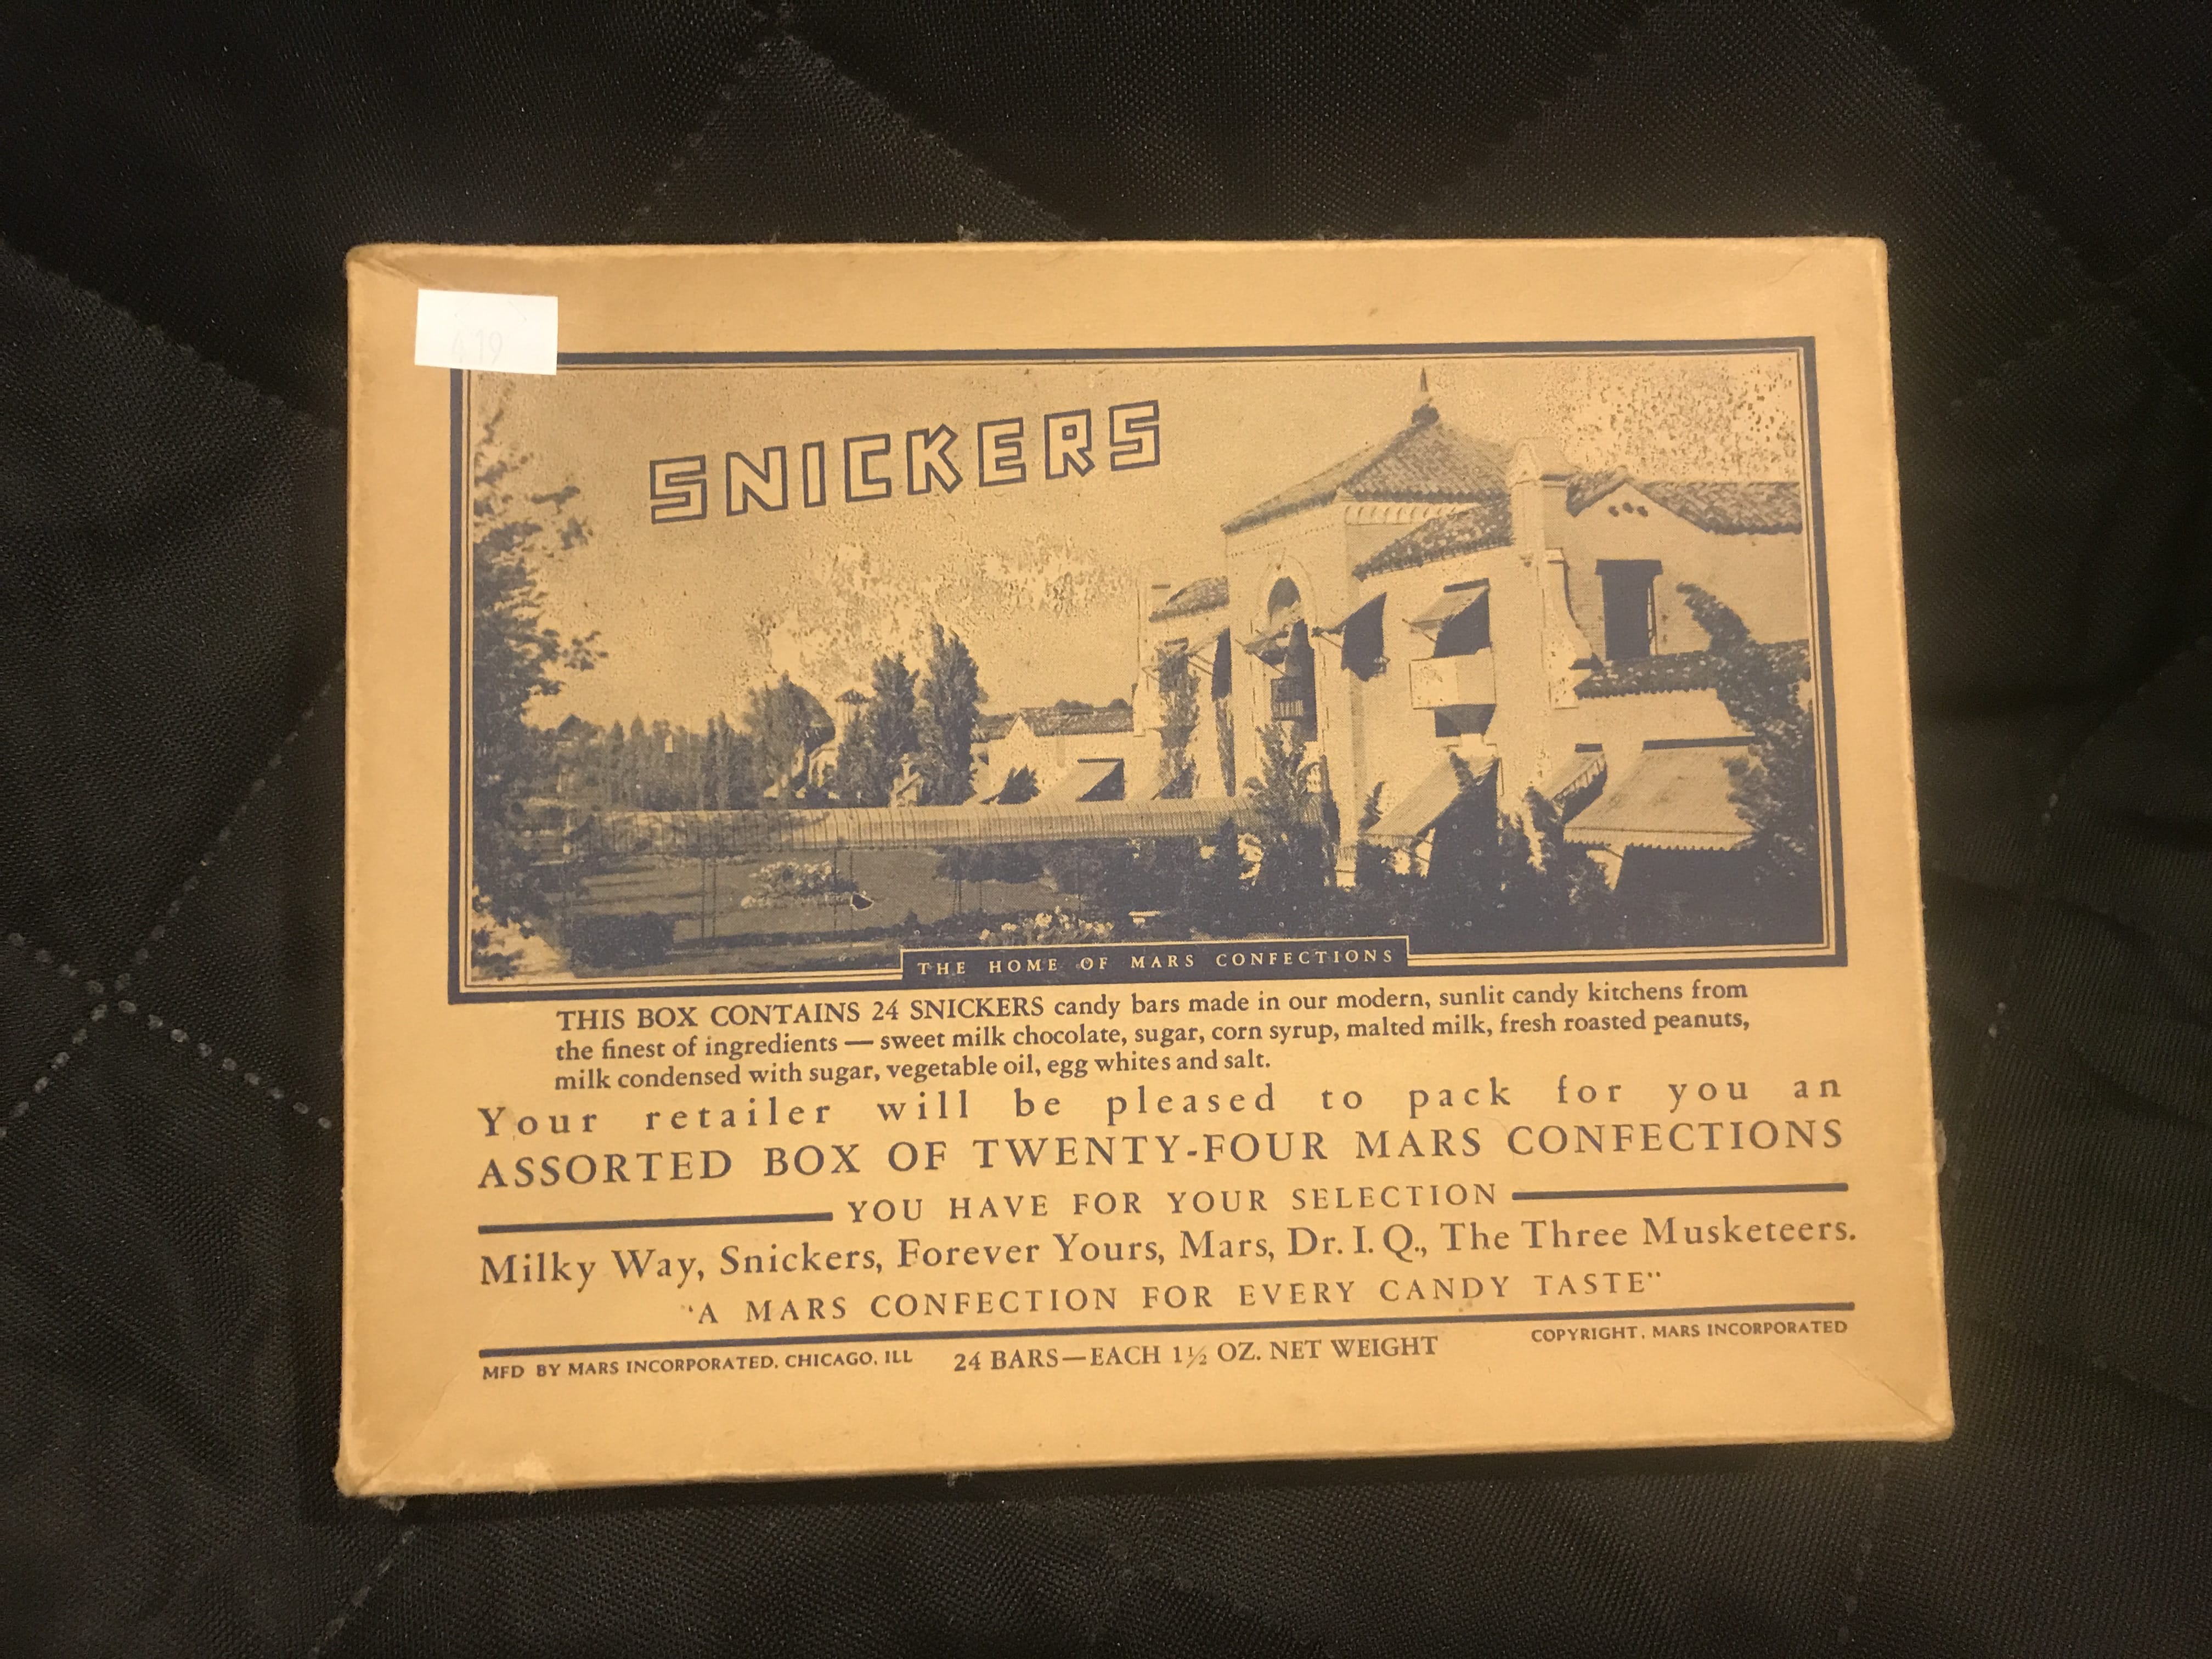 SNICKERS
THE HOME OF MARS CONFECTIONS
THIS BOX CONTAINS 24 SNICKERS candy bars made in our modern, sunlit candy kitchens from
the finest of ingredients — sweet milk chocolate, sugar, corn syrup, malted milk, fresh roasted peanuts,
milk condensed with sugar, vegetable oil, egg whites and salt.
Your retailer will be pleased to pack for you an
ASSORTED BOX OF TWENTY-FOUR MARS CONFECTIONS
YOU HAVE FOR YOUR SELECTION
Milky Way, Snickers, Forever Yours, Mars, Dr. I. Q., The Three Musketeers.
"A MARS CONFECTION FOR EVERY CANDY TASTE"
MFD BY MARS INCORPORATED. CHICAGO, ILL 24 BARS—EACH 1½ OZ. NET WEIGHT COPYRIGHT, MARS INCORPORATED